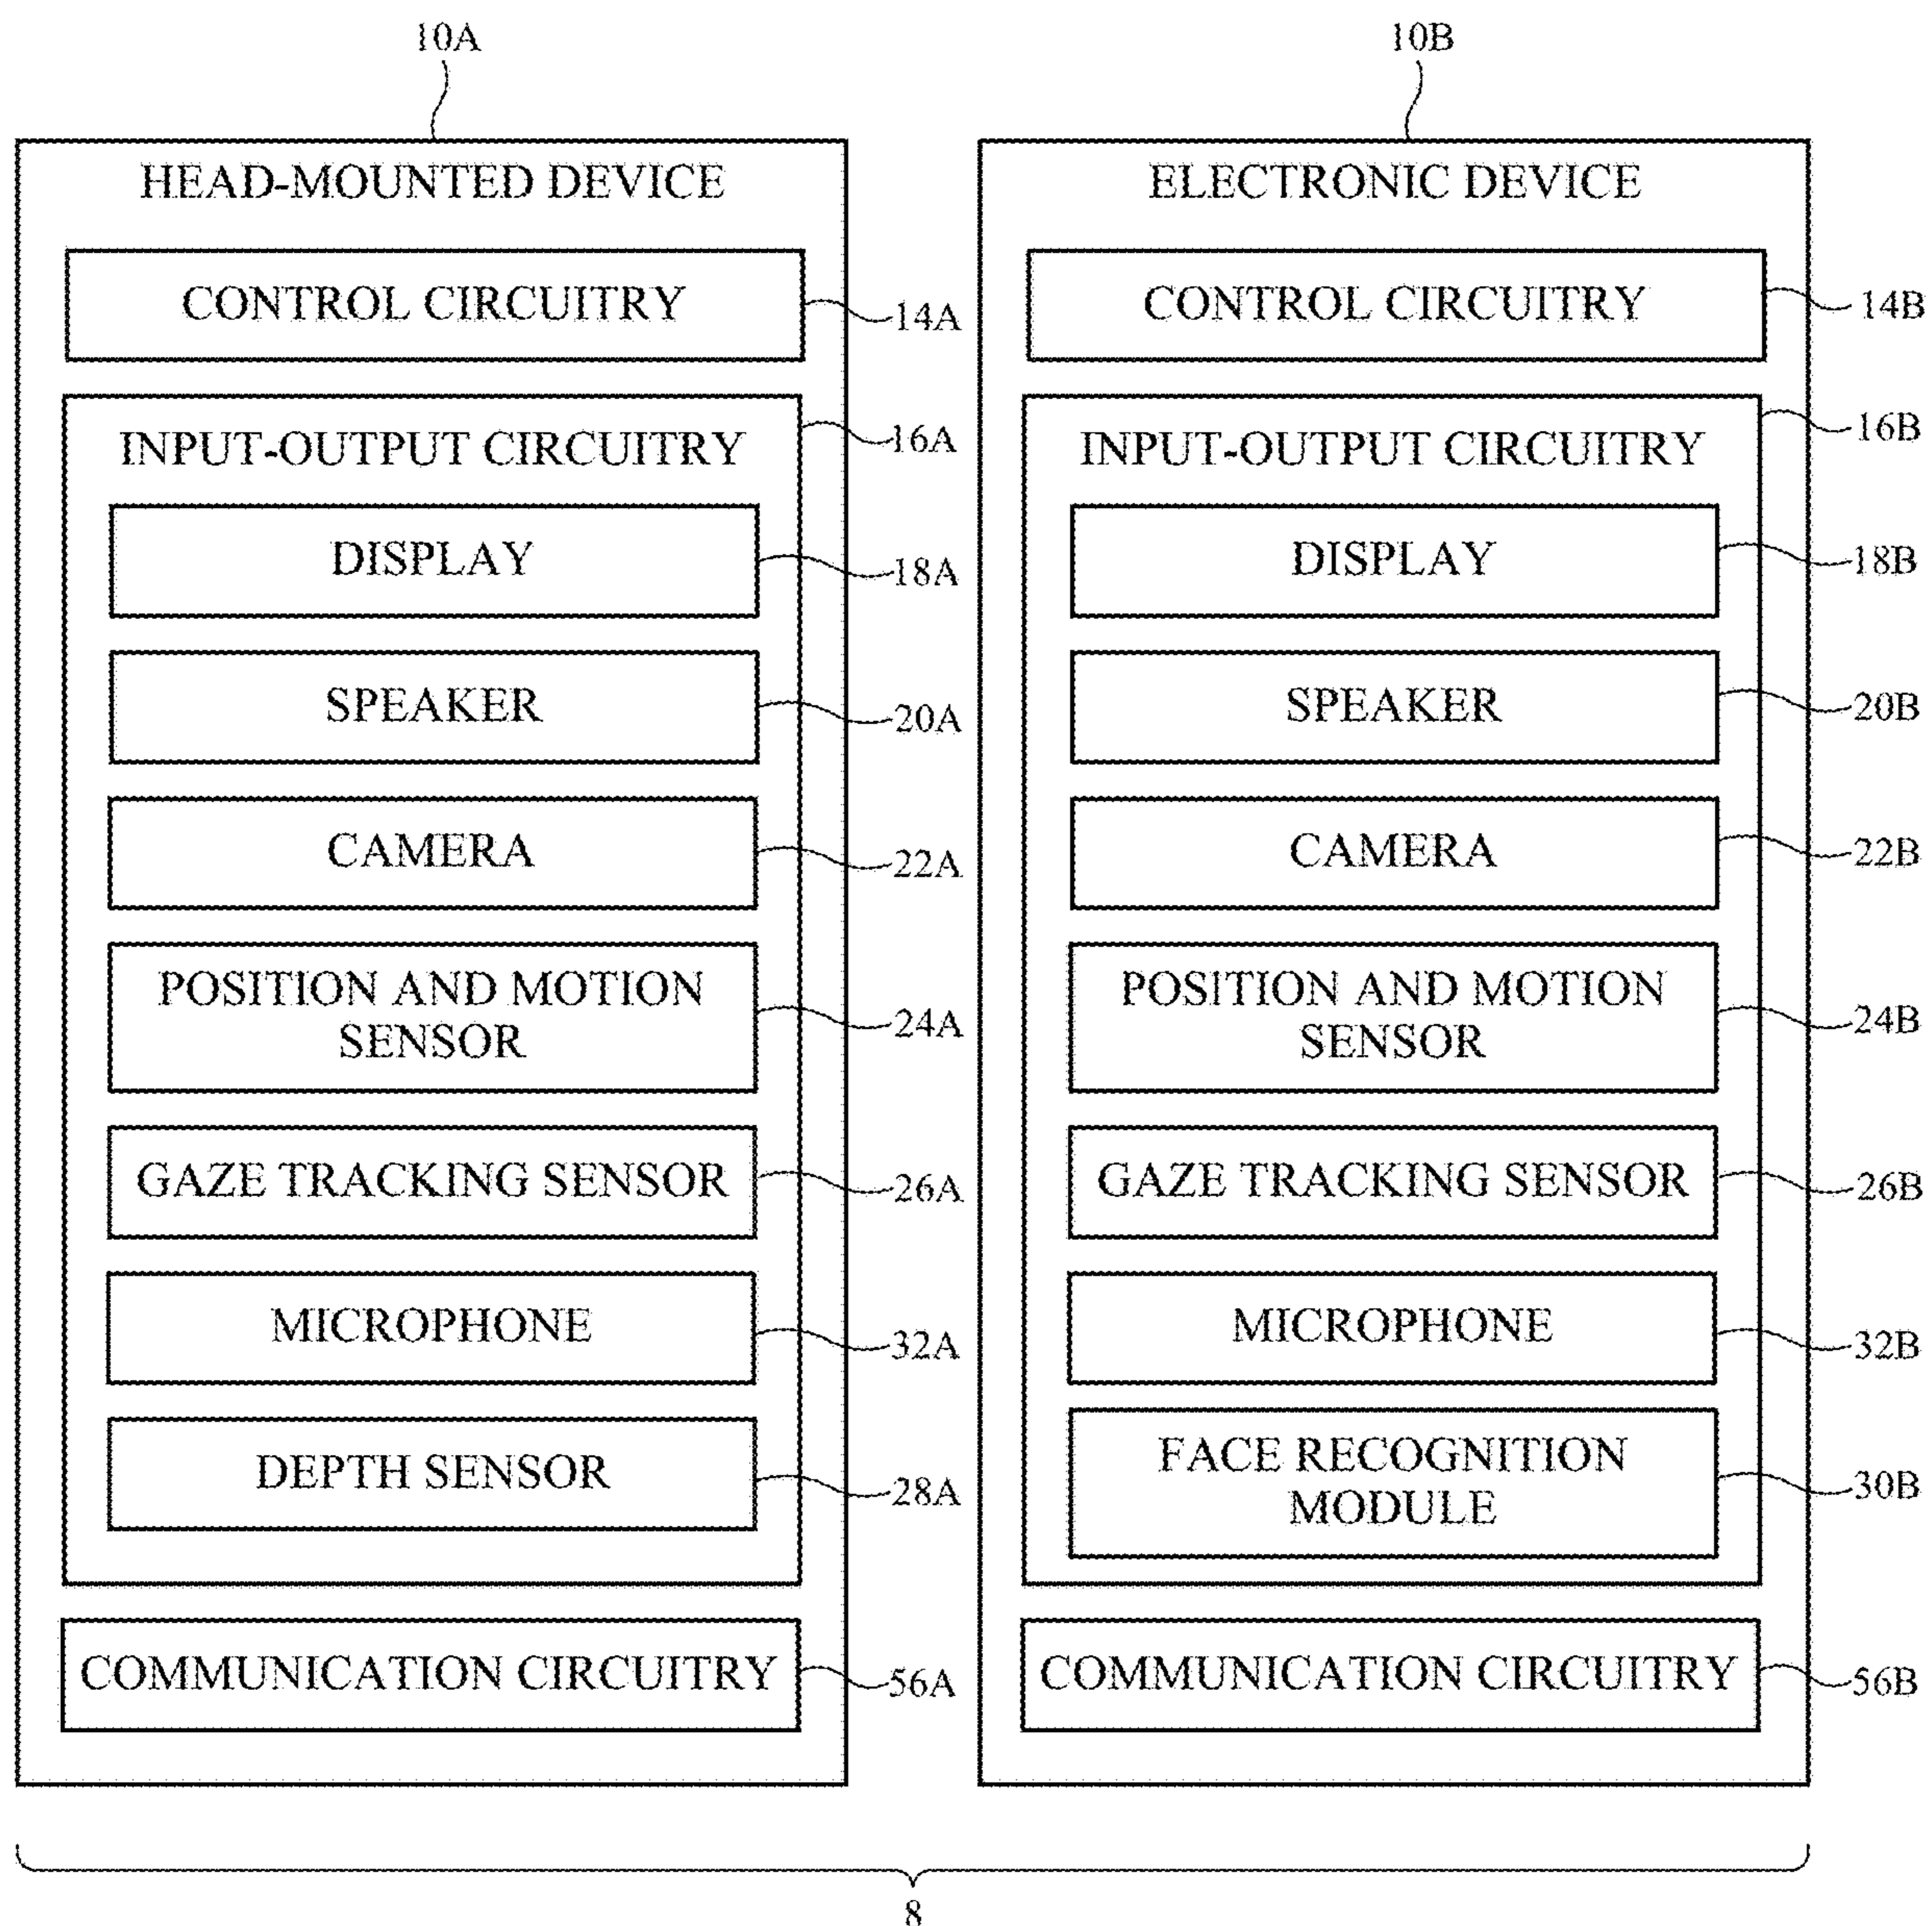 10A
HEAD-MOUNTED DEVICE
CONTROL CIRCUITRY
14A
INPUT-OUTPUT CIRCUITRY
16A
DISPLAY
18A
SPEAKER
20A
CAMERA
22A
POSITION AND MOTION
SENSOR
24A
GAZE TRACKING SENSOR
26A
MICROPHONE
32A
DEPTH SENSOR
28A
COMMUNICATION CIRCUITRY
56A
10B
ELECTRONIC DEVICE
CONTROL CIRCUITRY
14B
INPUT-OUTPUT CIRCUITRY
16B
DISPLAY
18B
SPEAKER
20B
CAMERA
22B
POSITION AND MOTION
SENSOR
24B
GAZE TRACKING SENSOR
26B
MICROPHONE
32B
FACE RECOGNITION
MODULE
30B
COMMUNICATION CIRCUITRY
56B
8